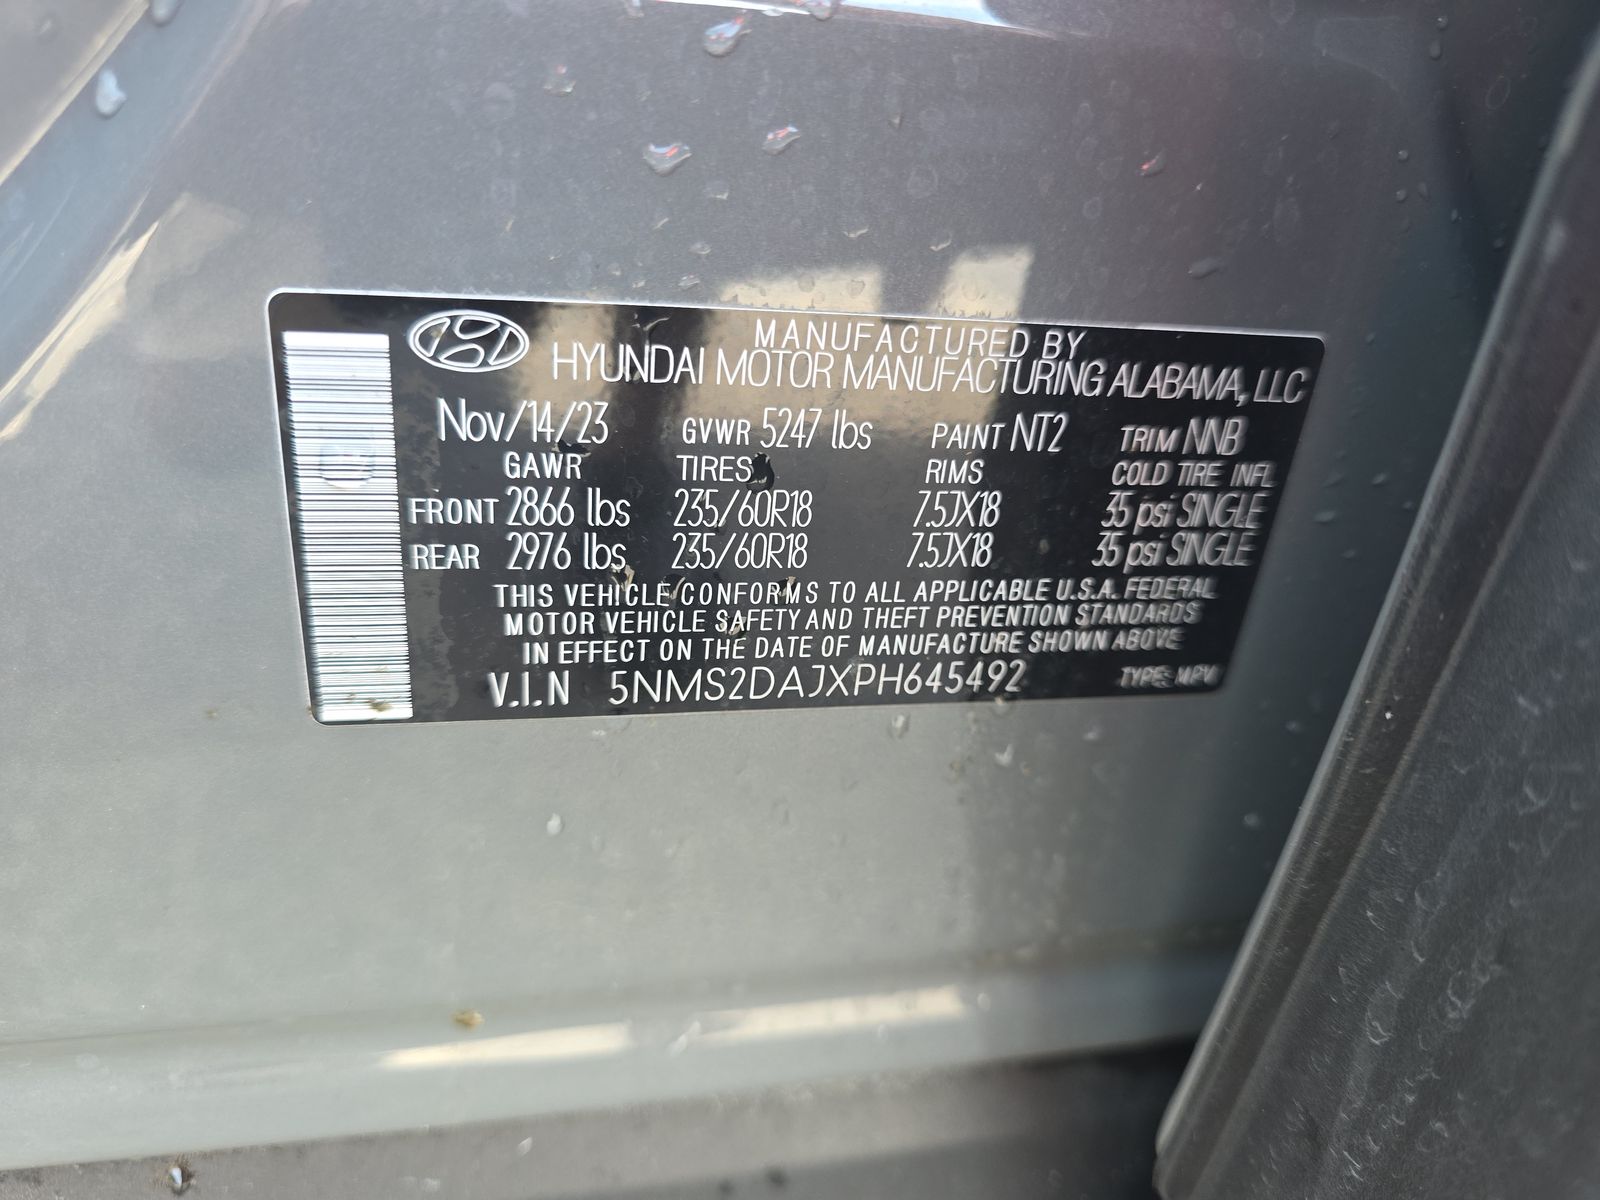 MANUFACTURED BY
HYUNDAI MOTOR MANUFACTURING ALABAMA, LLC
Nov/14/23 GVWR 5247 lbs PAINT NT2 TRIM NNB
GAWR TIRES RIMS COLD TIRE INFL
FRONT 2866 lbs 235/60R18 7.5JX18 35 psi SINGLE
REAR 2976 lbs 235/60R18 7.5JX18 35 psi SINGLE
THIS VEHICLE CONFORMS TO ALL APPLICABLE U.S.A. FEDERAL
MOTOR VEHICLE SAFETY AND THEFT PREVENTION STANDARDS
IN EFFECT ON THE DATE OF MANUFACTURE SHOWN ABOVE
V.I.N 5NMS2DAJXPH645492 TYPE: MPV